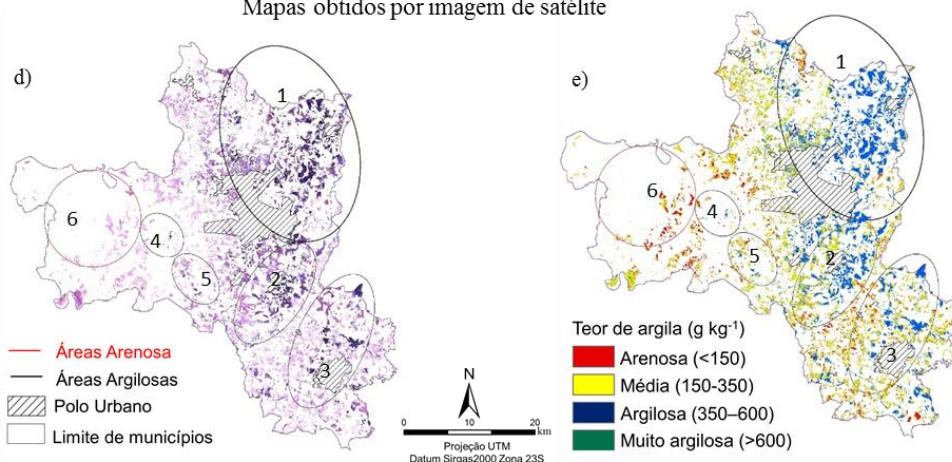 Mapas obtidos por imagem de satélite
d)
1
6
4
5
2
3
Áreas Arenosa
Áreas Argilosas
Polo Urbano
Limite de municípios
N
0 10 20
km
Projeção UTM
Datum Sirgas2000 Zona 23S
e)
1
6
4
5
2
3
Teor de argila (g kg⁻¹)
Arenosa (<150)
Média (150-350)
Argilosa (350–600)
Muito argilosa (>600)